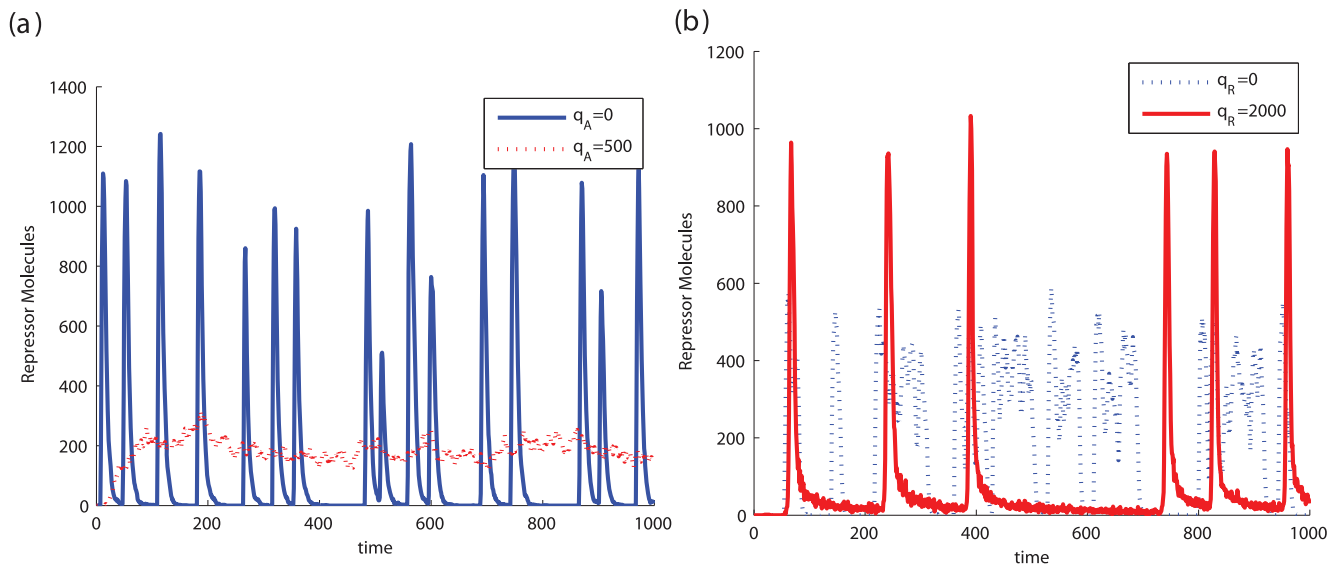 (a)
1400
1200
1000
800
600
400
200
0
Repressor Molecules
0 200 400 600 800 1000
time
q_A=0
q_A=500
(b)
1200
1000
800
600
400
200
0
Repressor Molecules
0 200 400 600 800 1000
time
q_R=0
q_R=2000